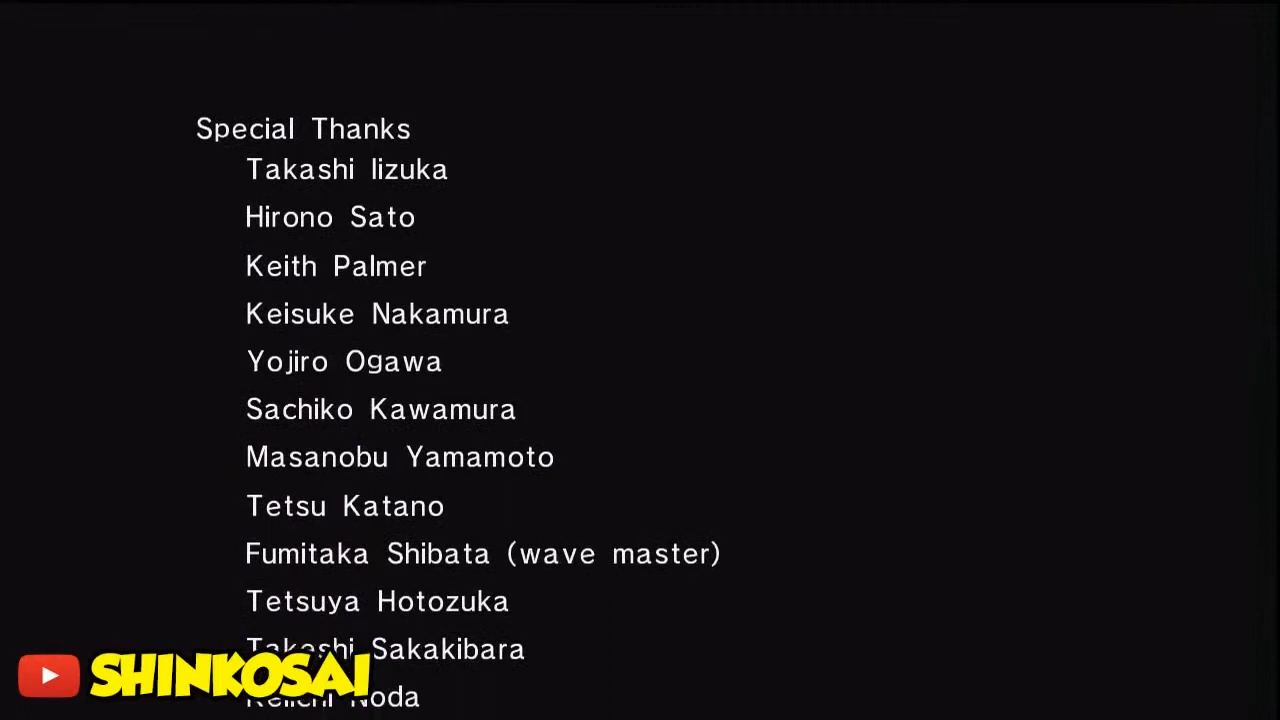 Special Thanks
Takashi Iizuka
Hirono Sato
Keith Palmer
Keisuke Nakamura
Yojiro Ogawa
Sachiko Kawamura
Masanobu Yamamoto
Tetsu Katano
Fumitaka Shibata (wave master)
Tetsuya Hotozuka
Sakakibara
SHINKOSAI
Noda